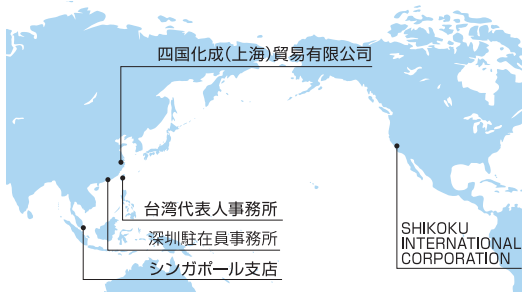 四国化成(上海)貿易有限公司
台湾代表人事務所
深圳駐在員事務所
シンガポール支店
SHIKOKU
INTERNATIONAL
CORPORATION